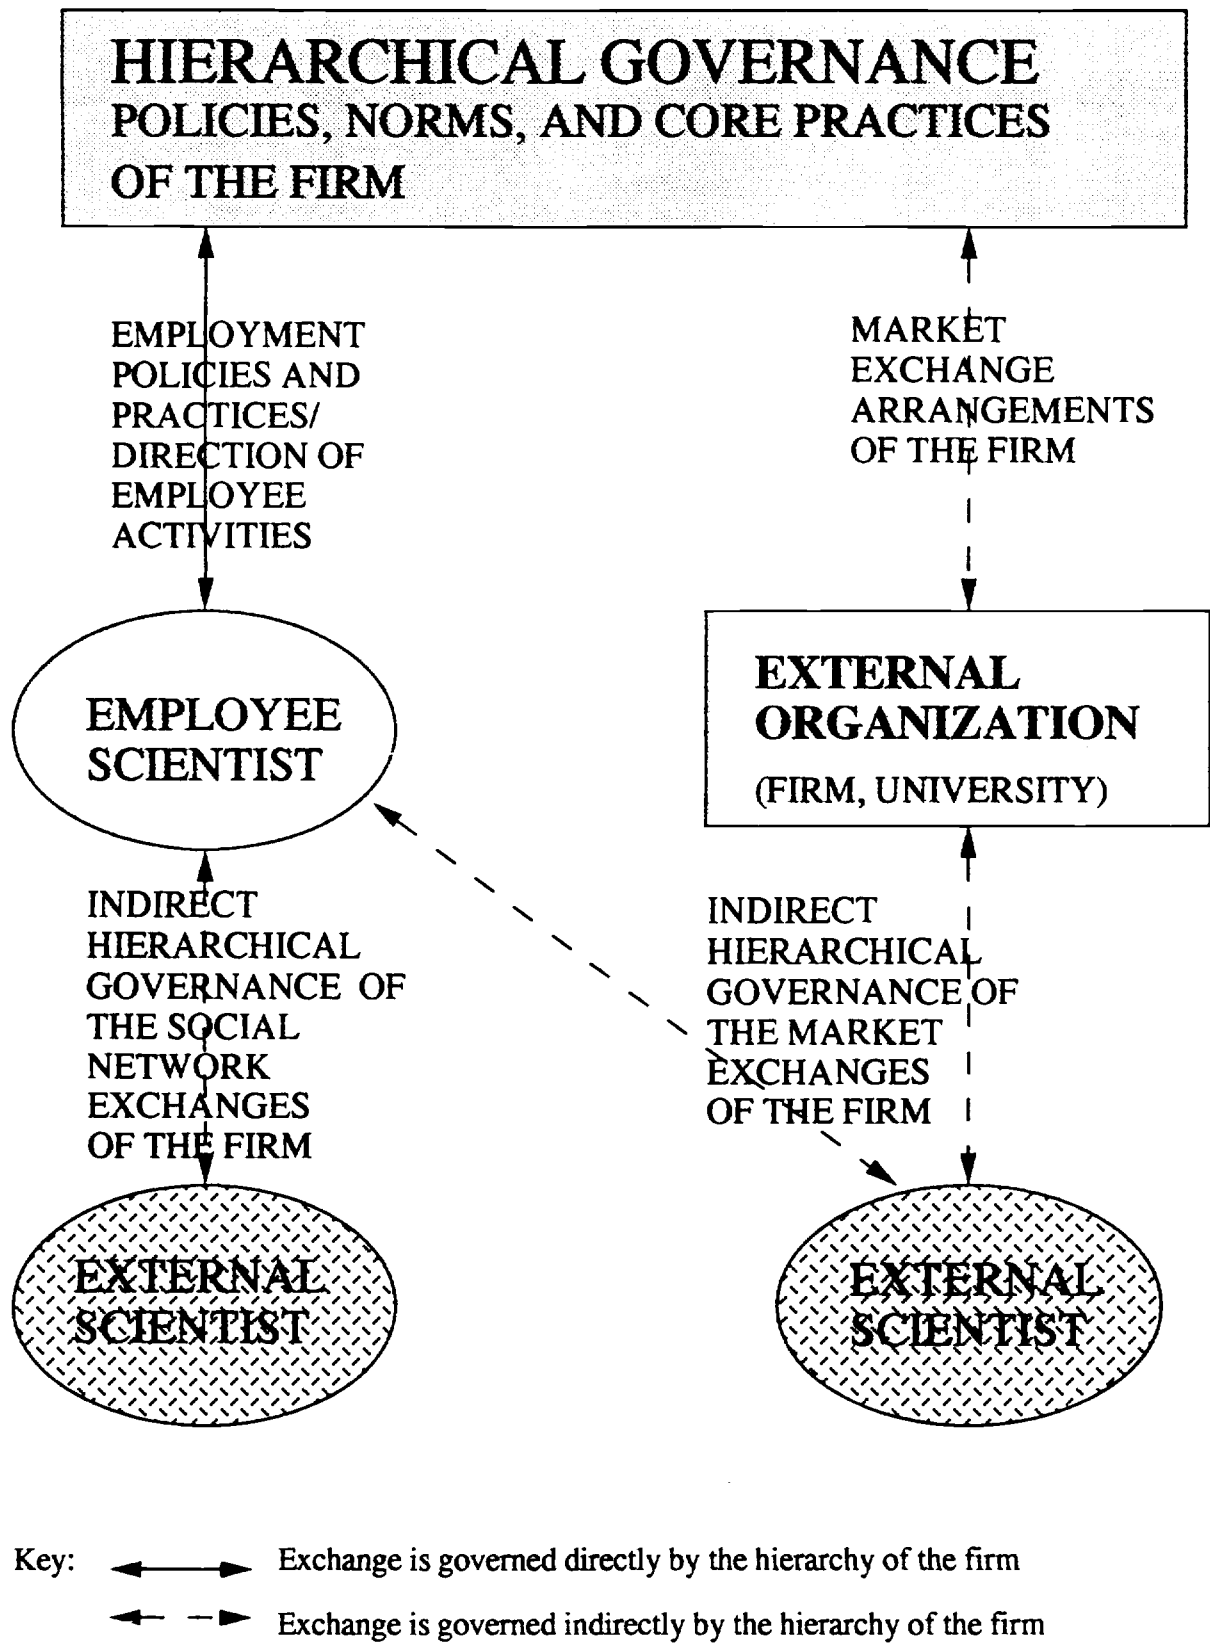 HIERARCHICAL GOVERNANCE
POLICIES, NORMS, AND CORE PRACTICES
OF THE FIRM
EMPLOYMENT
POLICIES AND
PRACTICES/
DIRECTION OF
EMPLOYEE
ACTIVITIES
MARKET
EXCHANGE
ARRANGEMENTS
OF THE FIRM
EMPLOYEE
SCIENTIST
EXTERNAL
ORGANIZATION
(FIRM, UNIVERSITY)
INDIRECT
HIERARCHICAL
GOVERNANCE OF
THE SOCIAL
NETWORK
EXCHANGES
OF THE FIRM
INDIRECT
HIERARCHICAL
GOVERNANCE OF
THE MARKET
EXCHANGES
OF THE FIRM
EXTERNAL
SCIENTIST
EXTERNAL
SCIENTIST
Key:
Exchange is governed directly by the hierarchy of the firm
Exchange is governed indirectly by the hierarchy of the firm